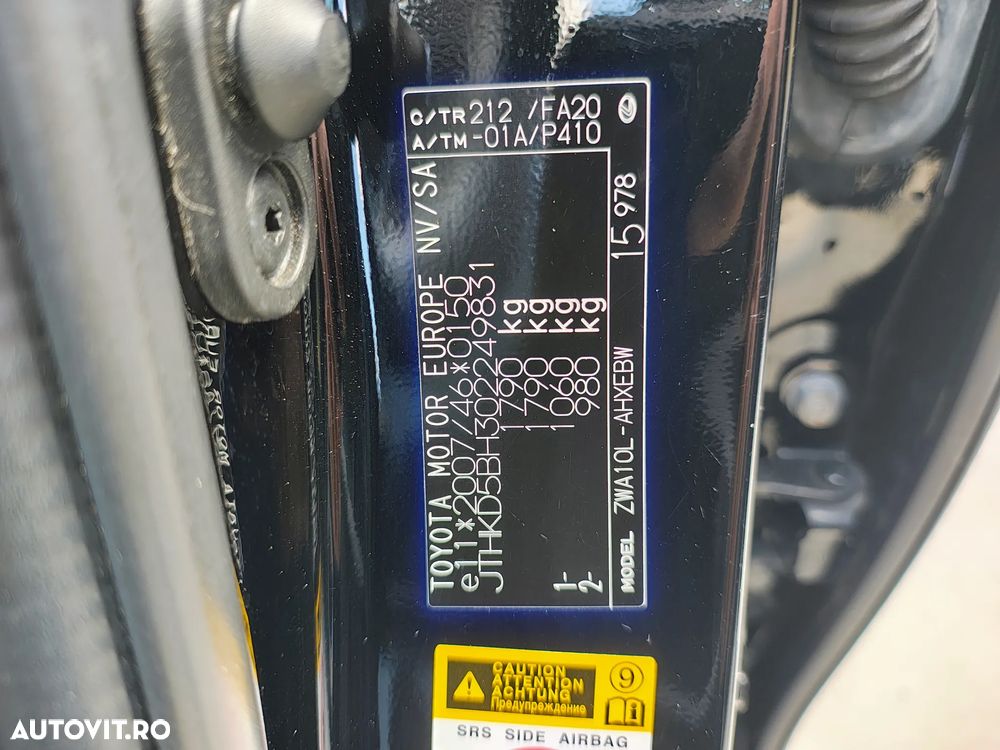 TOYOTA MOTOR EUROPE NV/SA
e11*2007/46*0150
JTHKD5BH302249831
1790 kg
1790 kg
1- 1060 kg
2- 980 kg
C/TR 212 /FA20
A/TM -01A/P410
MODEL ZWA10L-AHXEBW 15 978
CAUTION
ATTENTION
ACHTUNG
Предупреждение
9
i
SRS SIDE AIRBAG
AUTOVIT.RO